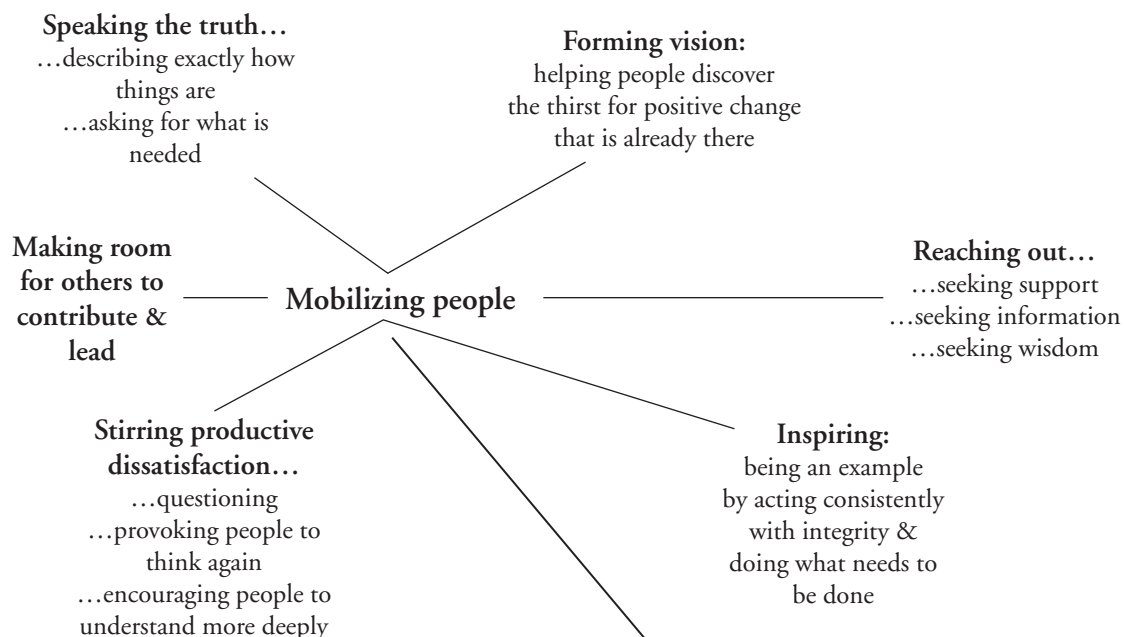 Speaking the truth…
…describing exactly how
things are
…asking for what is
needed
Forming vision:
helping people discover
the thirst for positive change
that is already there
Making room
for others to
contribute &
lead
Mobilizing people
Reaching out…
…seeking support
…seeking information
…seeking wisdom
Stirring productive
dissatisfaction…
…questioning
…provoking people to
think again
…encouraging people to
understand more deeply
Inspiring:
being an example
by acting consistently
with integrity &
doing what needs to
be done